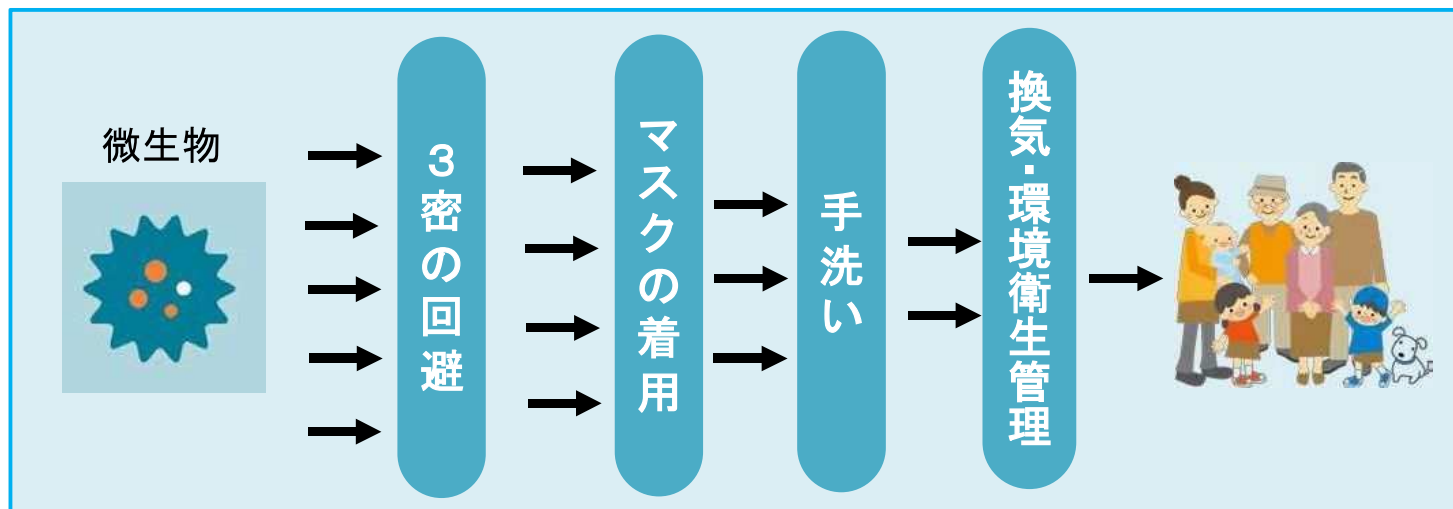 微生物
３密の回避
マスクの着用
手洗い
換気・環境衛生管理